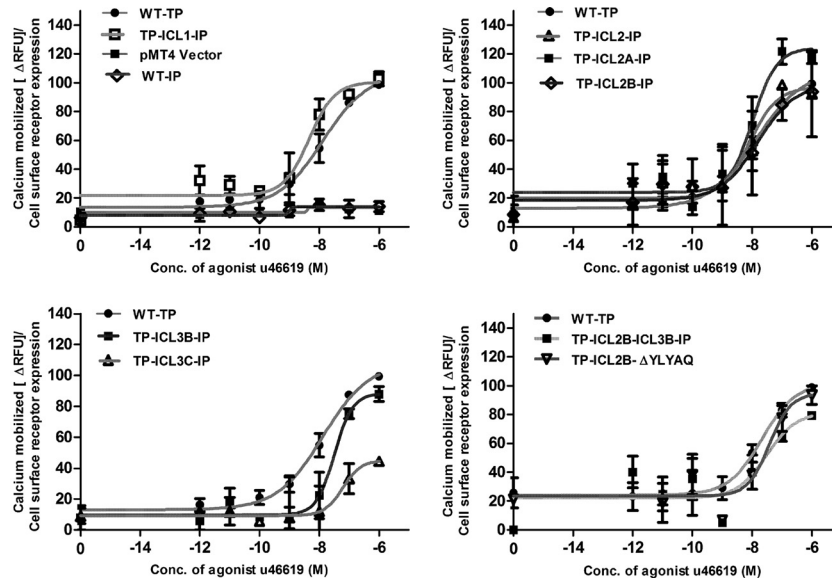 WT-TP
TP-ICL1-IP
pMT4 Vector
WT-IP
Calcium mobilized [ ΔRFU]/
Cell surface receptor expression
140
120
100
80
60
40
20
0
0 -14 -12 -10 -8 -6
Conc. of agonist u46619 (M)
WT-TP
TP-ICL2-IP
TP-ICL2A-IP
TP-ICL2B-IP
Calcium mobilized [ ΔRFU]/
Cell surface receptor expression
140
120
100
80
60
40
20
0
0 -14 -12 -10 -8 -6
Conc. of agonist u46619 (M)
WT-TP
TP-ICL3B-IP
TP-ICL3C-IP
Calcium mobilized [ ΔRFU]/
Cell surface receptor expression
140
120
100
80
60
40
20
0
0 -14 -12 -10 -8 -6
Conc. of agonist u46619 (M)
WT-TP
TP-ICL2B-ICL3B-IP
TP-ICL2B- ΔYLYAQ
Calcium mobilized [ ΔRFU]/
Cell surface receptor expression
140
120
100
80
60
40
20
0
0 -14 -12 -10 -8 -6
Conc. of agonist u46619 (M)